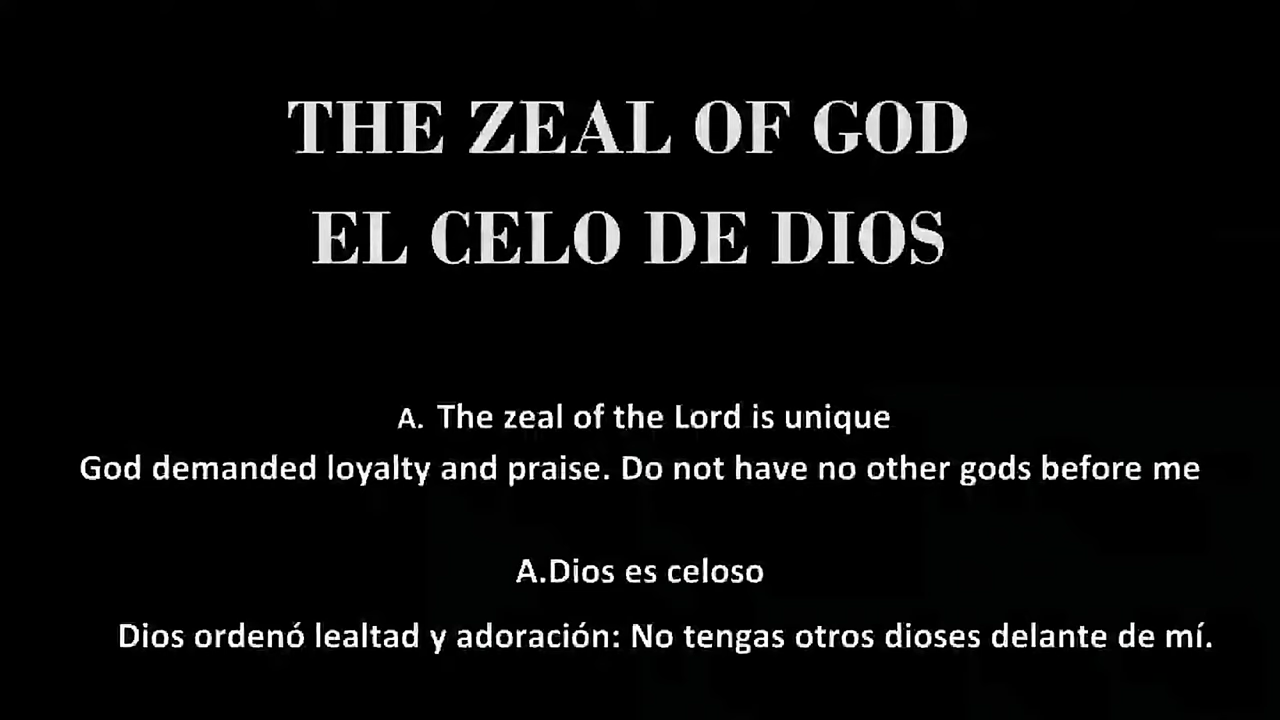 THE ZEAL OF GOD
EL CELO DE DIOS
A. The zeal of the Lord is unique
God demanded loyalty and praise. Do not have no other gods before me
A.Dios es celoso
Dios ordenó lealtad y adoración: No tengas otros dioses delante de mí.